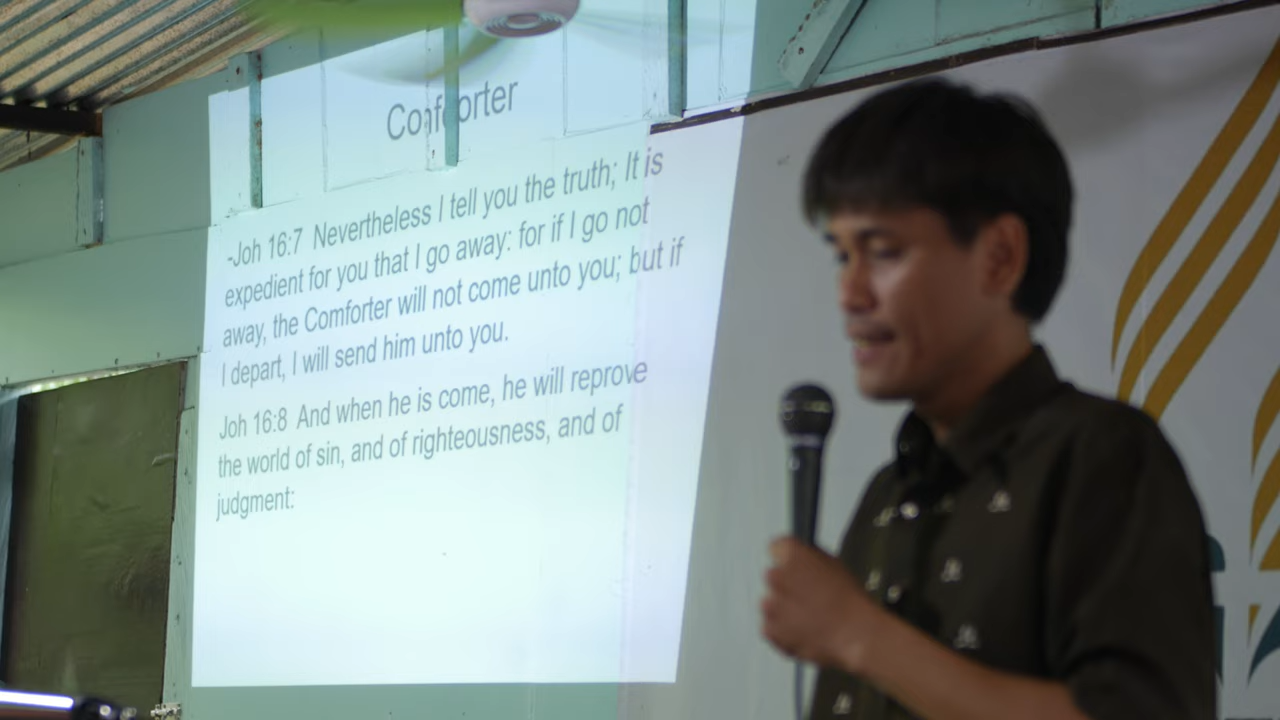 Comforter
-Joh 16:7 Nevertheless I tell you the truth; It is
expedient for you that I go away: for if I go not
away, the Comforter will not come unto you; but if
I depart, I will send him unto you.
Joh 16:8 And when he is come, he will reprove
the world of sin, and of righteousness, and of
judgment: